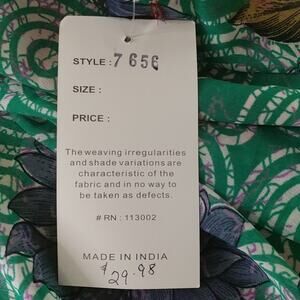 STYLE : 7656
SIZE :
PRICE :
The weaving irregularities
and shade variations are
characteristic of the
fabric and in no way to
be taken as defects.
# RN : 113002
MADE IN INDIA
$29.98